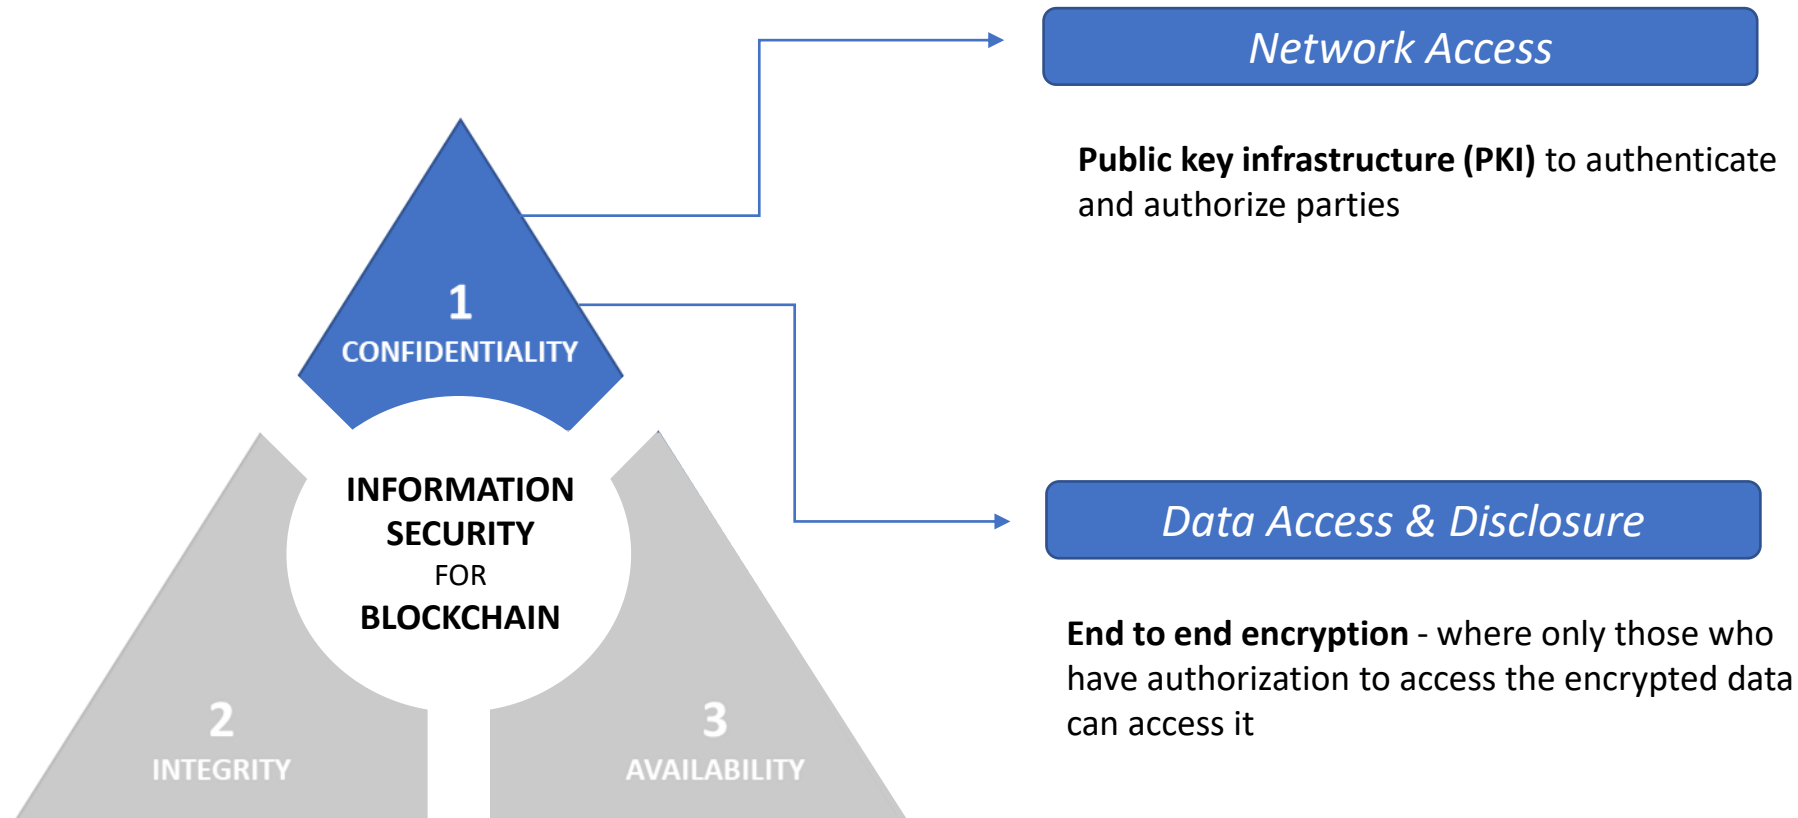 Network Access
Public key infrastructure (PKI) to authenticate
and authorize parties
1
CONFIDENTIALITY
INFORMATION
SECURITY
FOR
BLOCKCHAIN
Data Access & Disclosure
End to end encryption - where only those who
have authorization to access the encrypted data
can access it
2
INTEGRITY
3
AVAILABILITY